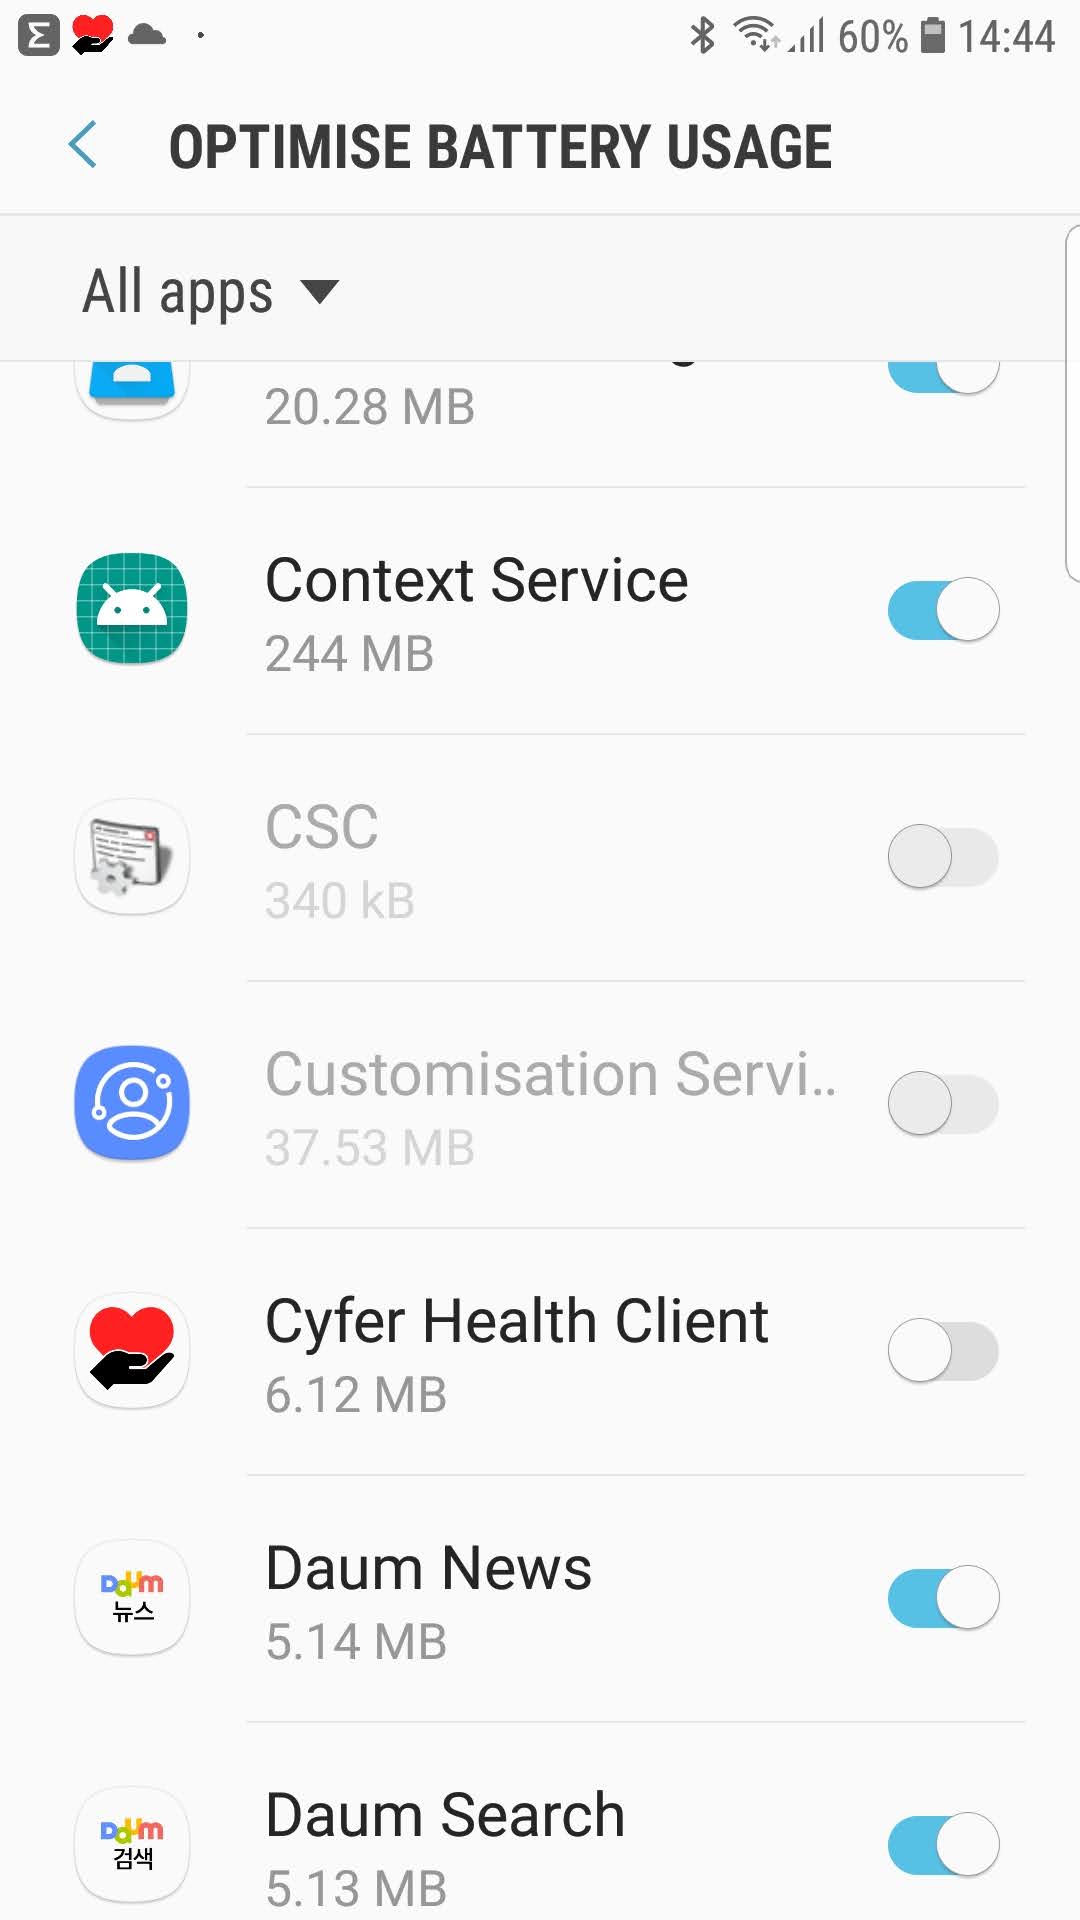 60% 14:44
OPTIMISE BATTERY USAGE
All apps
20.28 MB
Context Service
244 MB
CSC
340 kB
Customisation Servi..
37.53 MB
Cyfer Health Client
6.12 MB
Daum
뉴스
Daum News
5.14 MB
Daum
검색
Daum Search
5.13 MB